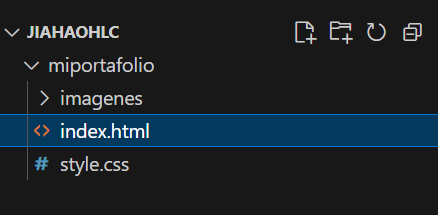 JIAHAOHLC
miportafolio
imagenes
index.html
style.css